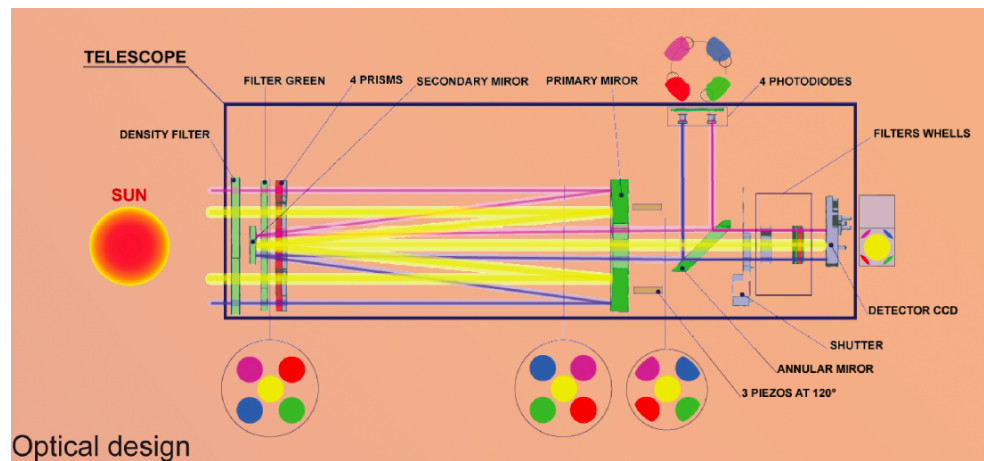 TELESCOPE
FILTER GREEN
4 PRISMS
SECONDARY MIROR
PRIMARY MIROR
4 PHOTODIODES
DENSITY FILTER
FILTERS WHELLS
SUN
DETECTOR CCD
SHUTTER
ANNULAR MIROR
3 PIEZOS AT 120°
Optical design